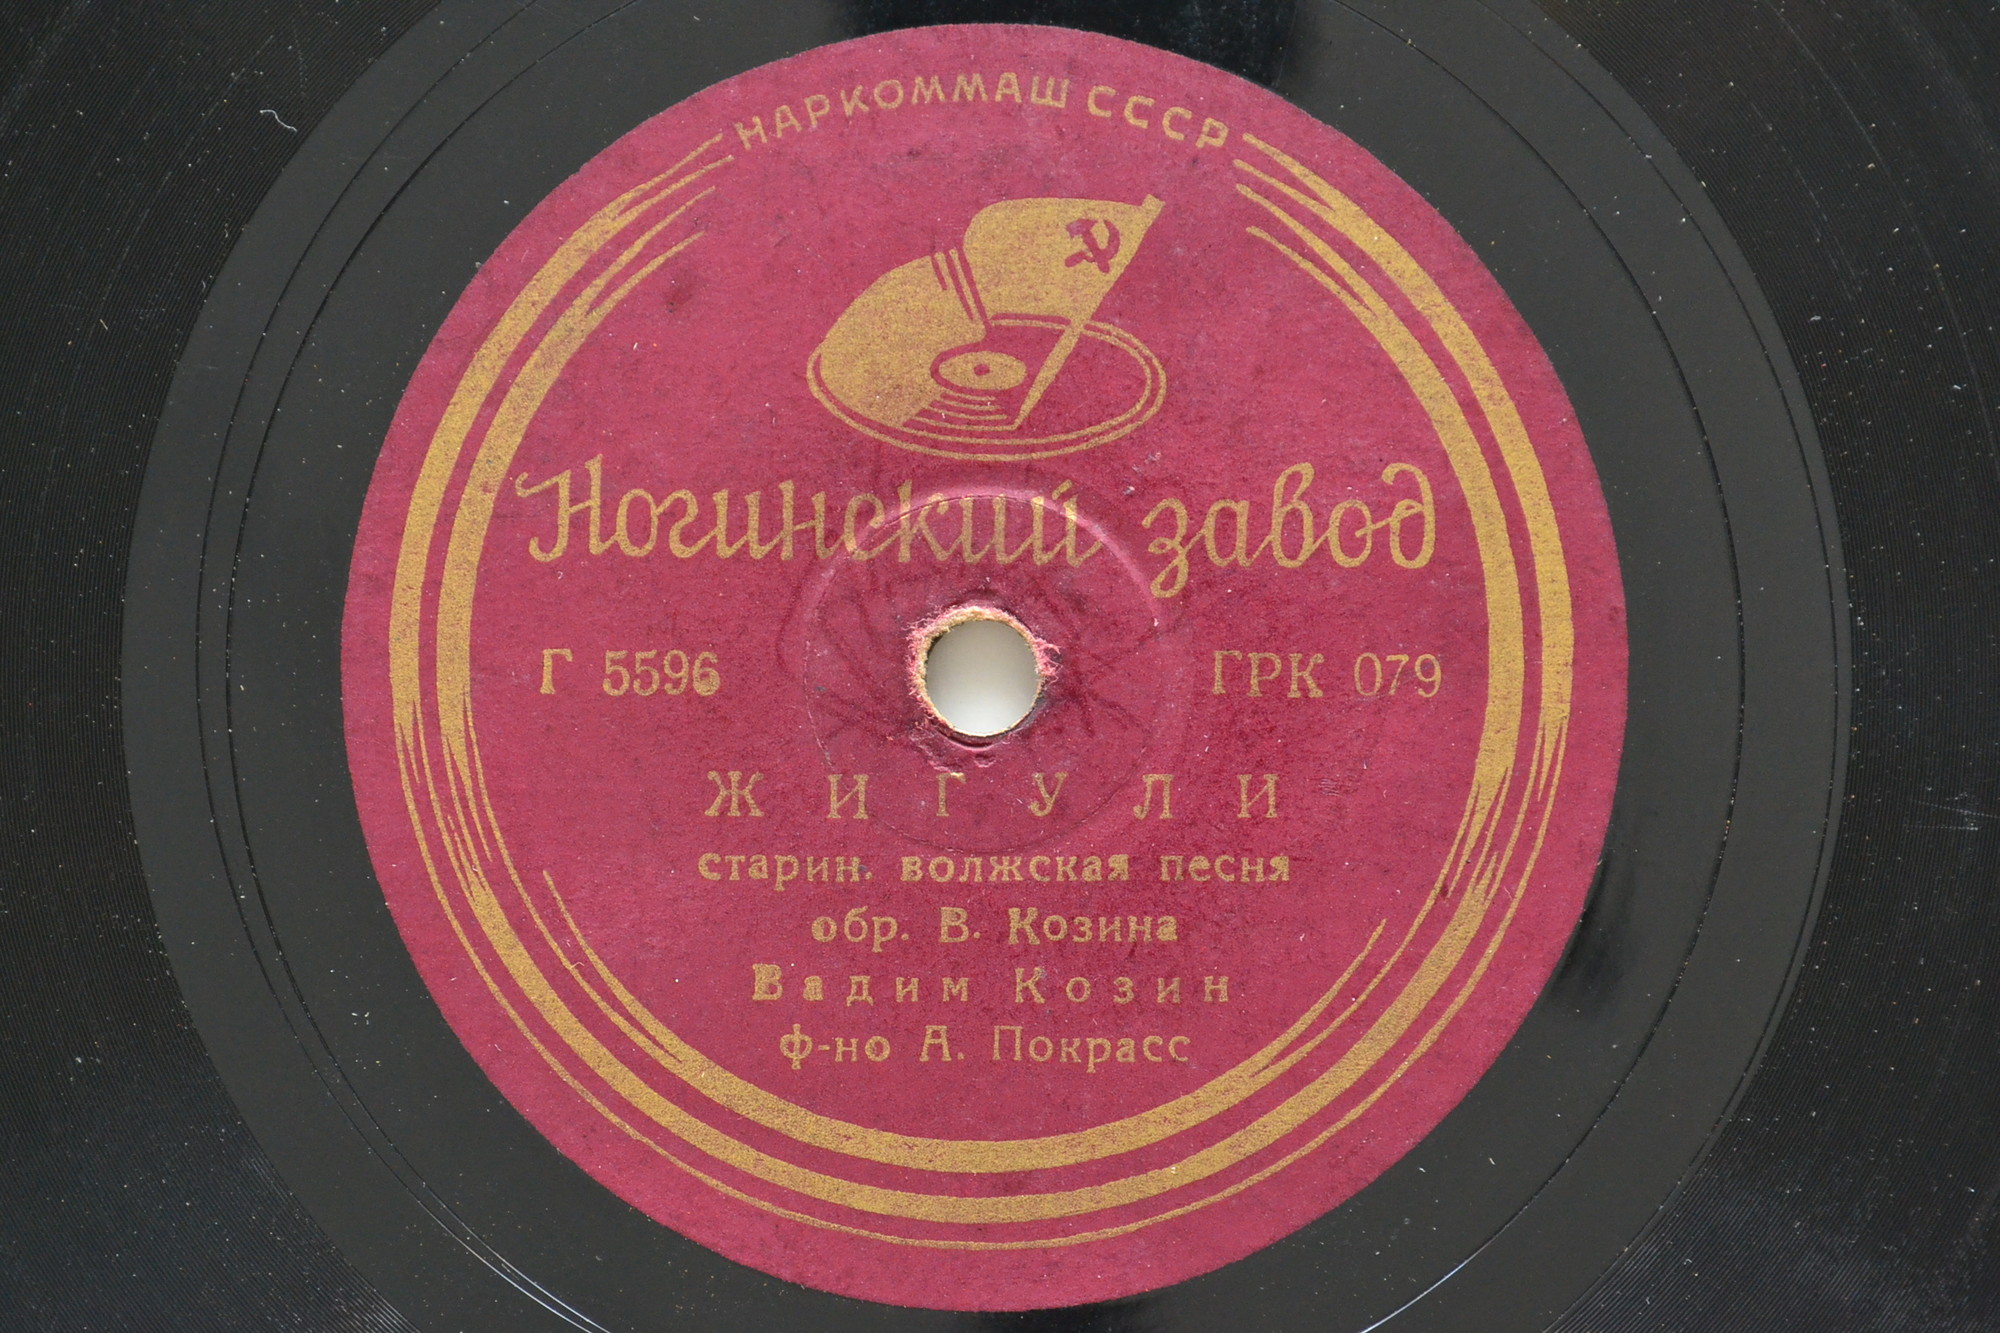 НАРКОММАШ СССР
Ногинский завод
Г 5596 ГРК 079
ЖИГУЛИ
старин. волжская песня
обр. В. Козина
Вадим Козин
ф-но А. Покрасс